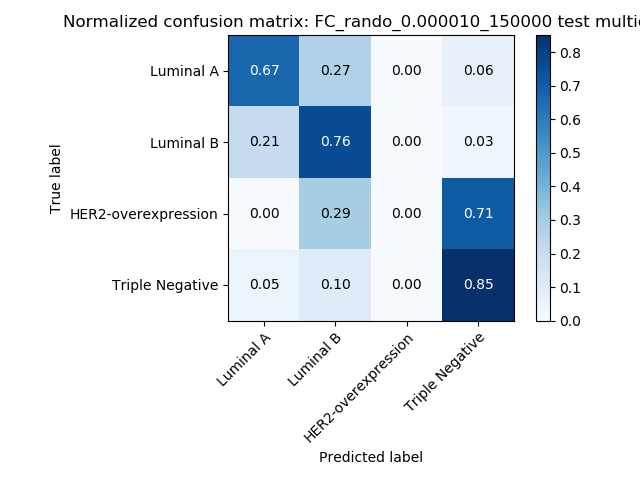 Normalized confusion matrix: FC_rando_0.000010_150000 test
True label
Luminal A 0.67 0.27 0.00 0.06
Luminal B 0.21 0.76 0.00 0.03
HER2-overexpression 0.00 0.29 0.00 0.71
Triple Negative 0.05 0.10 0.00 0.85
Luminal A
Luminal B
HER2-overexpression
Triple Negative
Predicted label
0.8
0.7
0.6
0.5
0.4
0.3
0.2
0.1
0.0